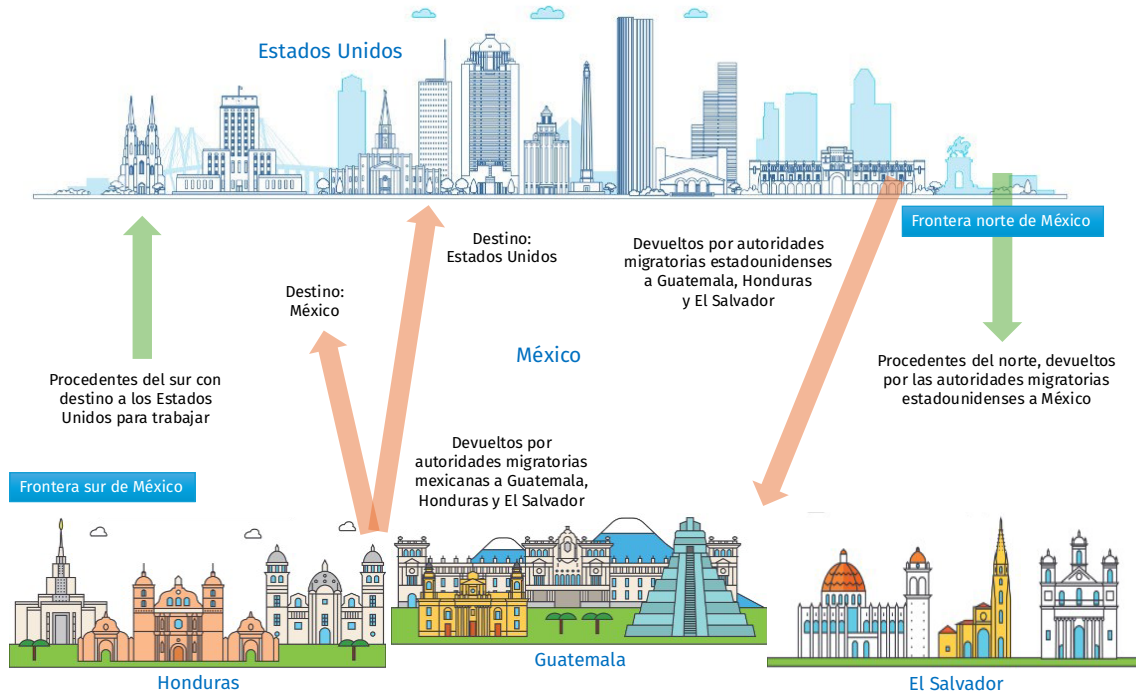 Estados Unidos
Frontera norte de México
Destino:
Estados Unidos
Devueltos por autoridades
migratorias estadounidenses
a Guatemala, Honduras
y El Salvador
Destino:
México
México
Procedentes del sur con
destino a los Estados
Unidos para trabajar
Procedentes del norte, devueltos
por las autoridades migratorias
estadounidenses a México
Devueltos por
autoridades migratorias
mexicanas a Guatemala,
Honduras y El Salvador
Frontera sur de México
Honduras
Guatemala
El Salvador